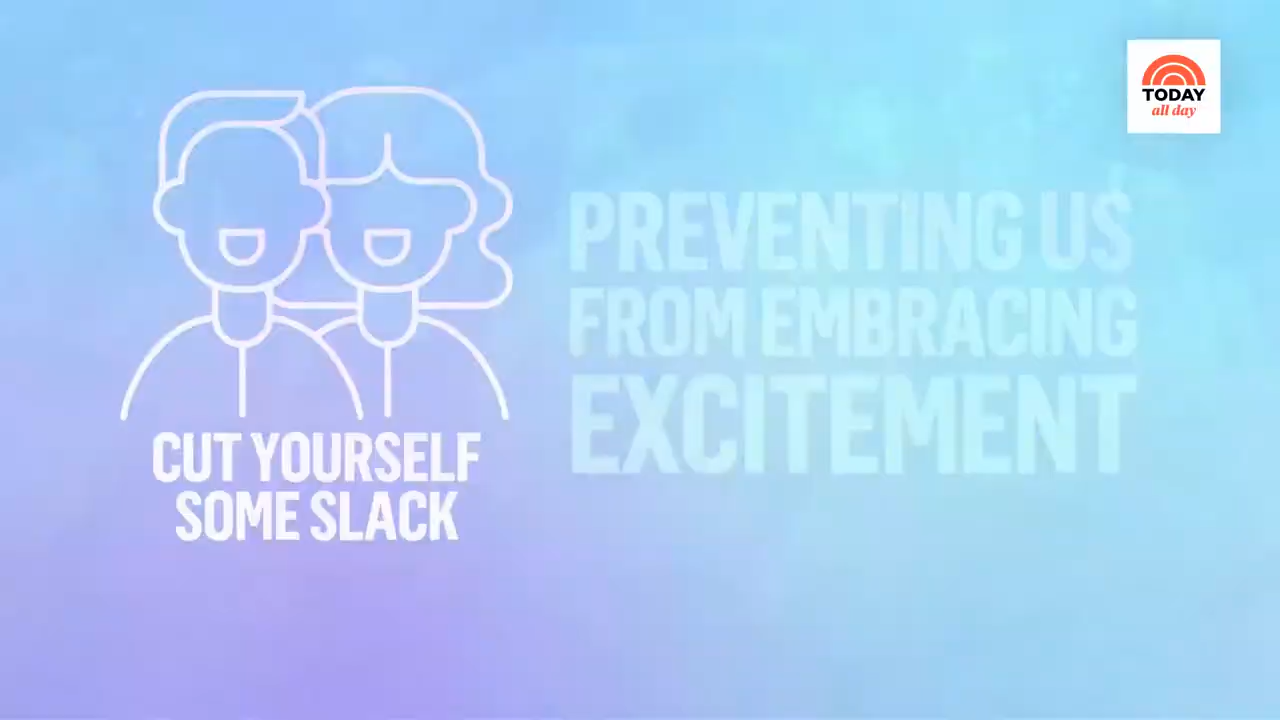 TODAY
all day
CUT YOURSELF
SOME SLACK
PREVENTING US
FROM EMBRACING
EXCITEMENT